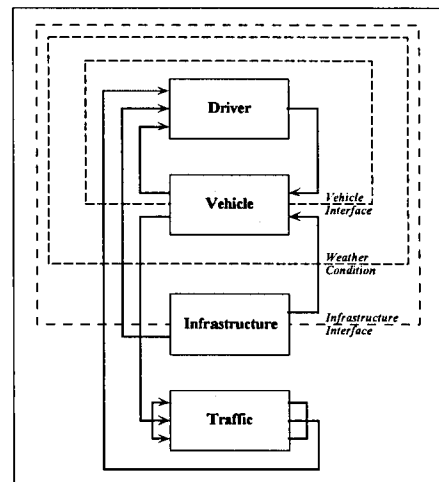 Driver
Vehicle
Vehicle
Interface
Weather
Condition
Infrastructure
Infrastructure
Interface
Traffic